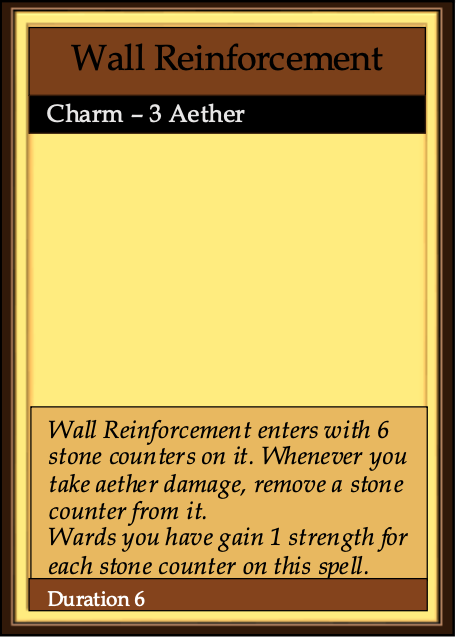 Wall Reinforcement
Charm – 3 Aether
Wall Reinforcement enters with 6
stone counters on it. Whenever you
take aether damage, remove a stone
counter from it.
Wards you have gain 1 strength for
each stone counter on this spell.
Duration 6